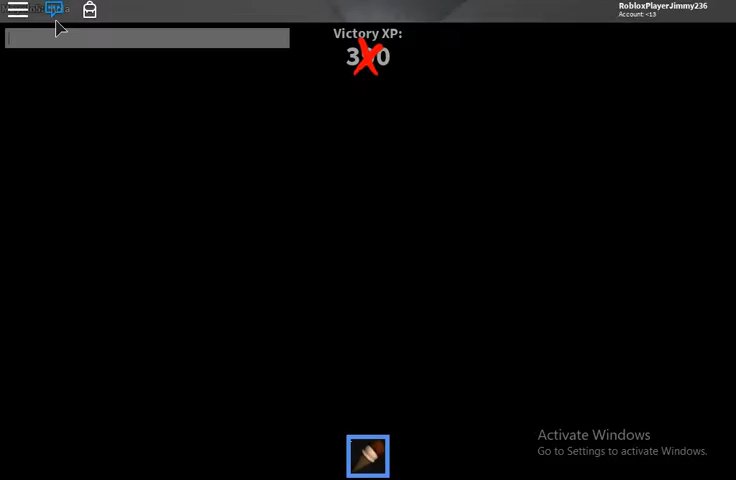 RobloxPlayerJimmy236
Account: <13
Victory XP:
Activate Windows
Go to Settings to activate Windows.